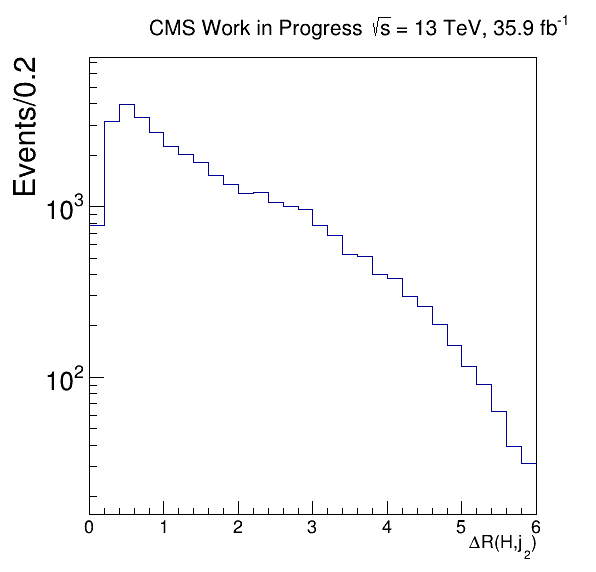 CMS Work in Progress √s = 13 TeV, 35.9 fb⁻¹
Events/0.2
10³
10²
0 1 2 3 4 5 6
ΔR(H,j₂)